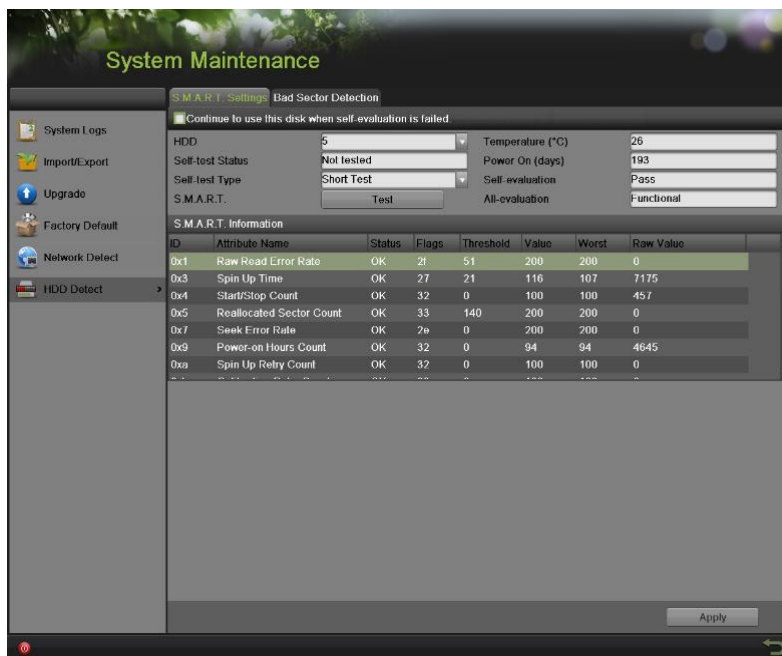 System Maintenance
S.M.A.R.T. Settings Bad Sector Detection
Continue to use this disk when self-evaluation is failed.
System Logs
Import/Export
Upgrade
Factory Default
Network Detect
HDD Detect >
HDD 5 Temperature (°C) 26
Self-test Status Not tested Power On (days) 193
Self-test Type Short Test Self-evaluation Pass
S.M.A.R.T. Test All-evaluation Functional
S.M.A.R.T. Information
ID Attribute Name Status Flags Threshold Value Worst Raw Value
0x1 Raw Read Error Rate OK 2f 51 200 200 0
0x3 Spin Up Time OK 27 21 116 107 7175
0x4 Start/Stop Count OK 32 0 100 100 457
0x5 Reallocated Sector Count OK 33 140 200 200 0
0x7 Seek Error Rate OK 2e 0 200 200 0
0x9 Power-on Hours Count OK 32 0 94 94 4645
0xa Spin Up Retry Count OK 32 0 100 100 0
Apply